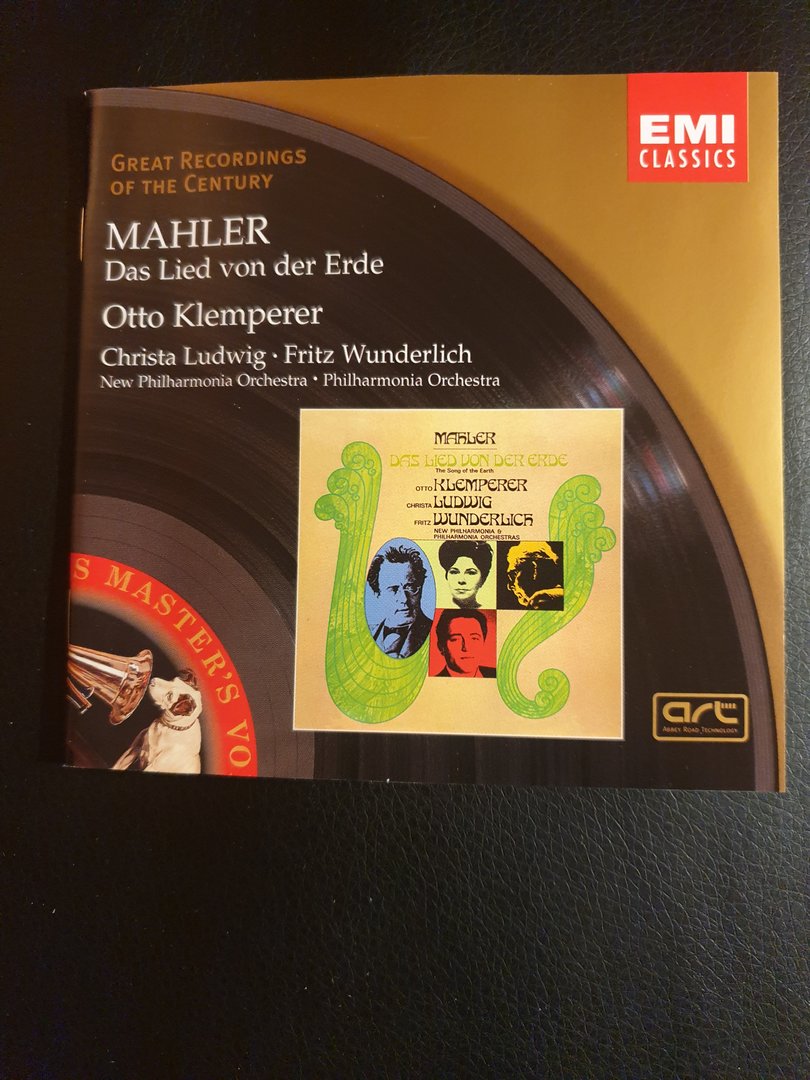 GREAT RECORDINGS
OF THE CENTURY
EMI
CLASSICS
MAHLER
Das Lied von der Erde
Otto Klemperer
Christa Ludwig · Fritz Wunderlich
New Philharmonia Orchestra · Philharmonia Orchestra
MAHLER
DAS LIED VON DER ERDE
The Song of the Earth
OTTO KLEMPERER
CHRISTA LUDWIG
FRITZ WUNDERLICH
NEW PHILHARMONIA &
PHILHARMONIA ORCHESTRAS
S MASTER'S VO
art
ABBEY ROAD TECHNOLOGY